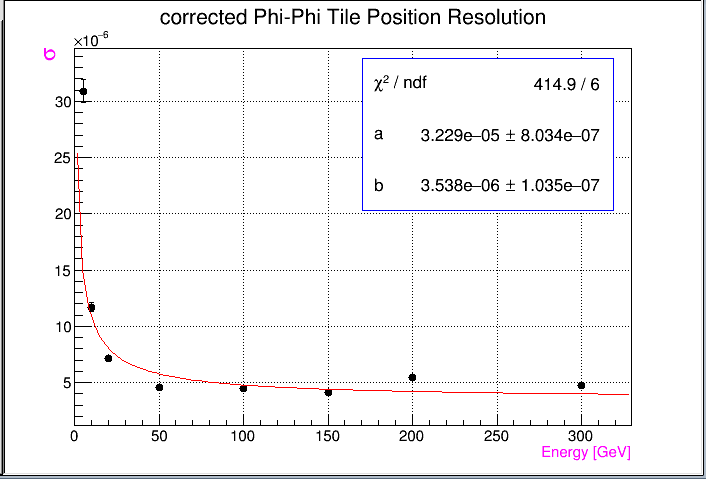 corrected Phi-Phi Tile Position Resolution
×10⁻⁶
σ
χ² / ndf 414.9 / 6
a 3.229e−05 ± 8.034e−07
b 3.538e−06 ± 1.035e−07
30
25
20
15
10
5
0 50 100 150 200 250 300
Energy [GeV]